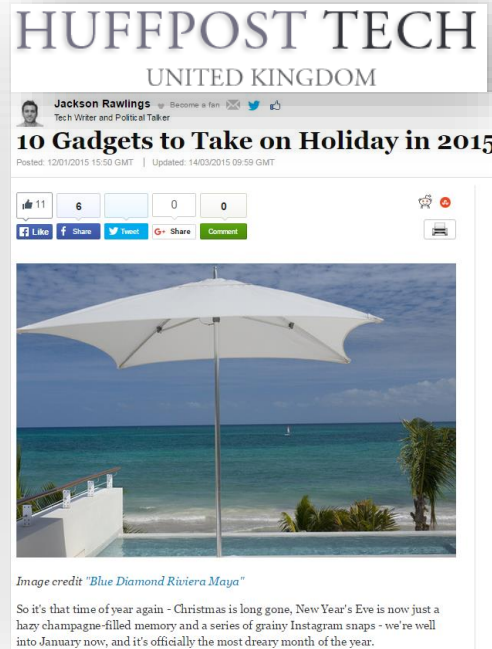 HUFFPOST TECH
UNITED KINGDOM
Jackson Rawlings Become a fan
Tech Writer and Political Talker
10 Gadgets to Take on Holiday in 2015
Posted: 12/01/2015 15:50 GMT | Updated: 14/03/2015 09:59 GMT
11 6 0 0
Like f Share Tweet G+ Share Comment
Image credit "Blue Diamond Riviera Maya"
So it's that time of year again - Christmas is long gone, New Year's Eve is now just a
hazy champagne-filled memory and a series of grainy Instagram snaps - we're well
into January now, and it's officially the most dreary month of the year.